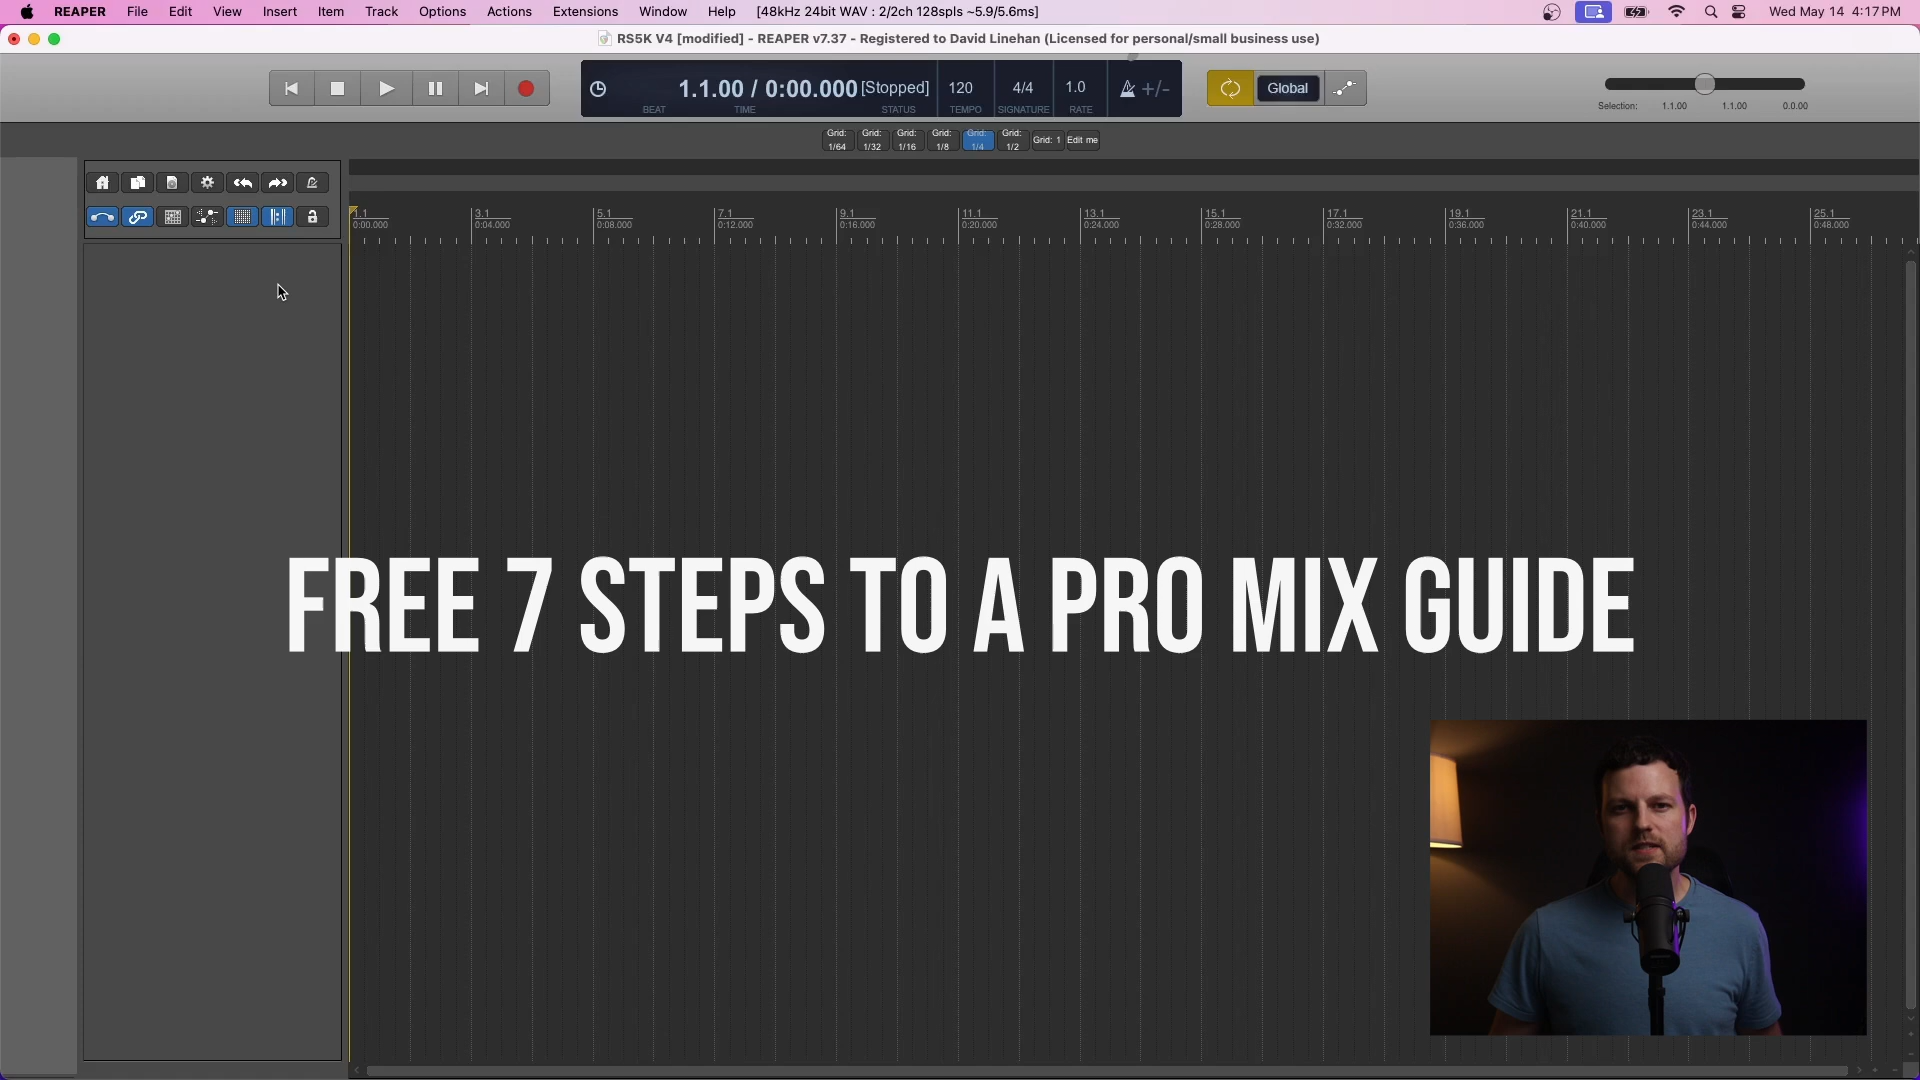 REAPER File Edit View Insert Item Track Options Actions Extensions Window Help [48kHz 24bit WAV : 2/2ch 128spls ~5.9/5.6ms] Wed May 14 4:17 PM
RS5K V4 [modified] - REAPER v7.37 - Registered to David Linehan (Licensed for personal/small business use)
1.1.00 / 0:00.000 [Stopped] 120 4/4 1.0 +/- Global
BEAT TIME STATUS TEMPO SIGNATURE RATE
Selection: 1.1.00 1.1.00 0.0.00
Grid: 1/64 Grid: 1/32 Grid: 1/16 Grid: 1/8 Grid: 1/4 Grid: 1/2 Grid: 1 Edit me
1.1 3.1 5.1 7.1 9.1 11.1 13.1 15.1 17.1 19.1 21.1 23.1 25.1
0:00.000 0:04.000 0:08.000 0:12.000 0:16.000 0:20.000 0:24.000 0:28.000 0:32.000 0:36.000 0:40.000 0:44.000 0:48.000
FREE 7 STEPS TO A PRO MIX GUIDE